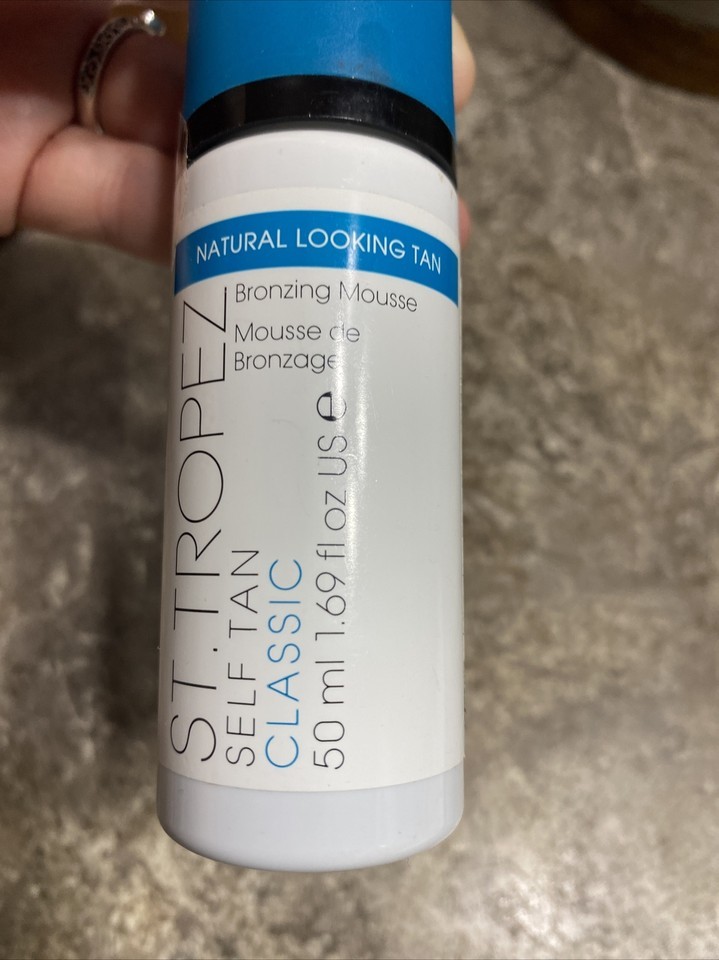 NATURAL LOOKING TAN
Bronzing Mousse
Mousse de
Bronzage
ST. TROPEZ
SELF TAN
CLASSIC
50 ml 1.69 fl oz US ℮